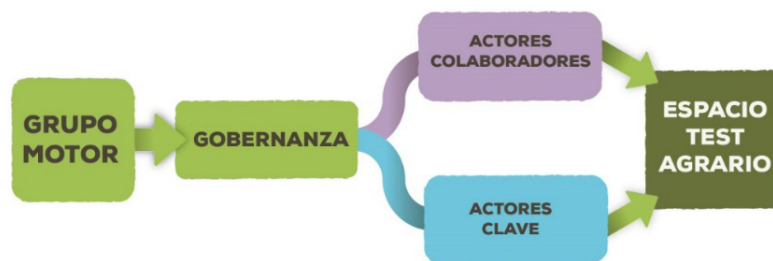 GRUPO
MOTOR
GOBERNANZA
ACTORES
COLABORADORES
ACTORES
CLAVE
ESPACIO
TEST
AGRARIO